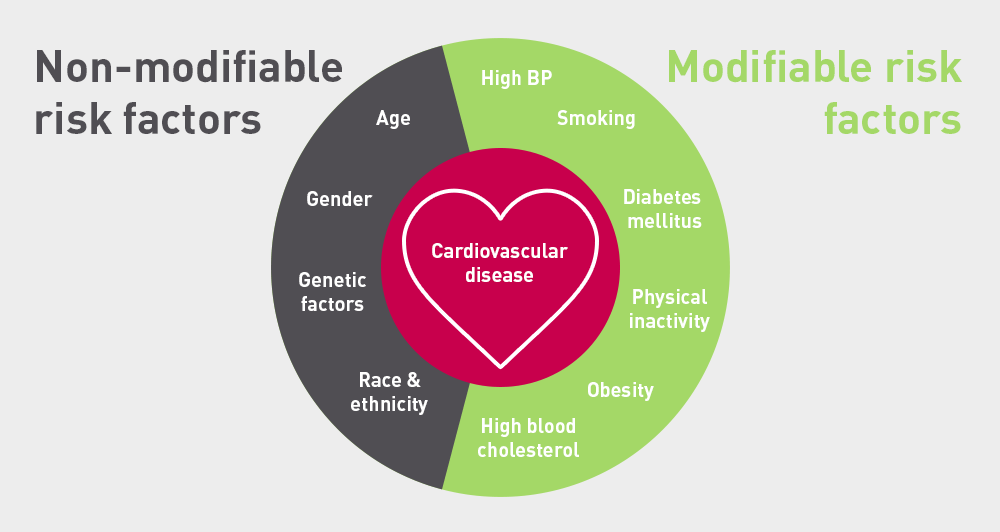 Non-modifiable
risk factors
Modifiable risk
factors
Age
Gender
Genetic
factors
Race &
ethnicity
High BP
Smoking
Diabetes
mellitus
Physical
inactivity
Obesity
High blood
cholesterol
Cardiovascular
disease